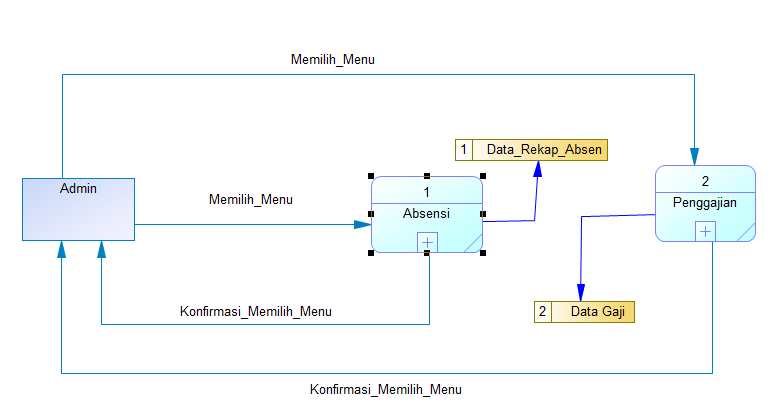 Memilih_Menu
1 Data_Rekap_Absen
Admin
1
Absensi
2
Penggajian
Memilih_Menu
Konfirmasi_Memilih_Menu
2 Data Gaji
Konfirmasi_Memilih_Menu